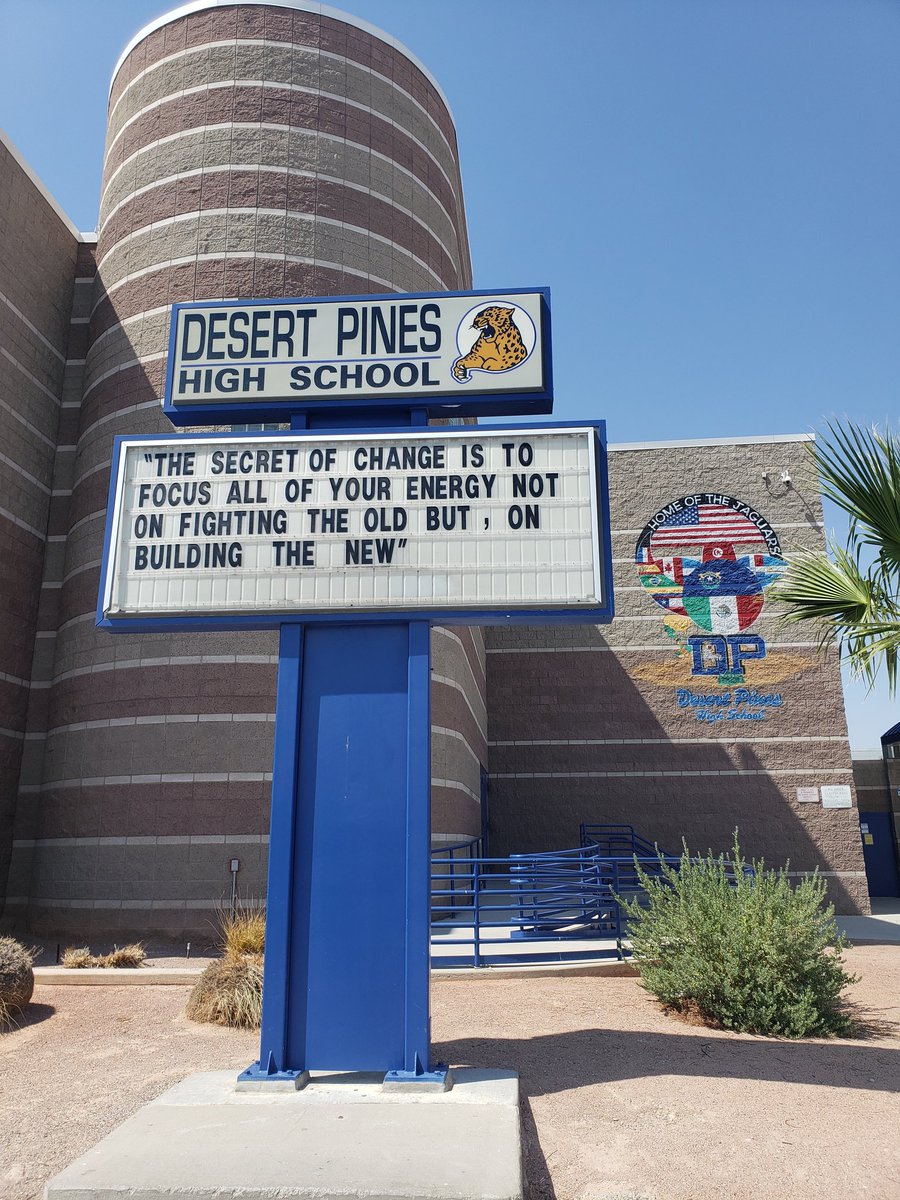 DESERT PINES
HIGH SCHOOL
"THE SECRET OF CHANGE IS TO
FOCUS ALL OF YOUR ENERGY NOT
ON FIGHTING THE OLD BUT , ON
BUILDING THE NEW"
HOME OF THE JAGUARS
DP
Desert Pines
High School